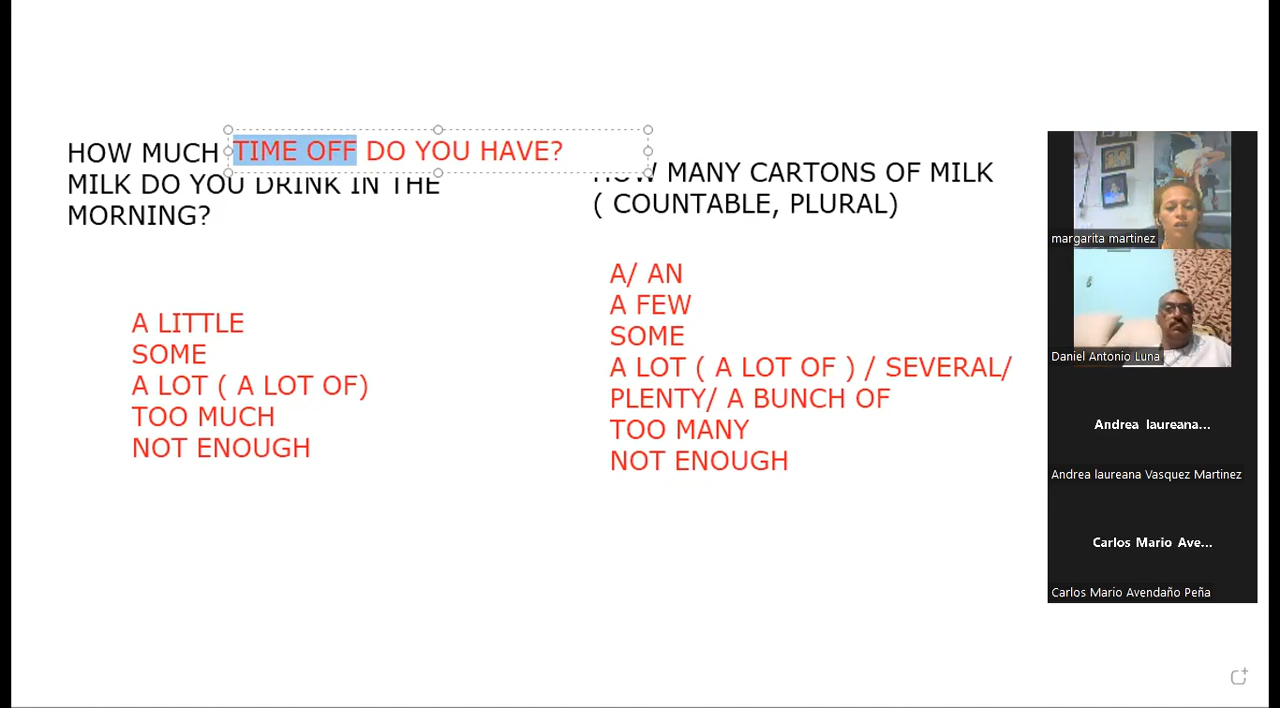 HOW MUCH TIME OFF DO YOU HAVE?
MILK DO YOU DRINK IN THE
MORNING?
A LITTLE
SOME
A LOT ( A LOT OF)
TOO MUCH
NOT ENOUGH
HOW MANY CARTONS OF MILK
( COUNTABLE, PLURAL)
A/ AN
A FEW
SOME
A LOT ( A LOT OF ) / SEVERAL/
PLENTY/ A BUNCH OF
TOO MANY
NOT ENOUGH
margarita martinez
Daniel Antonio Luna
Andrea laureana...
Andrea laureana Vasquez Martinez
Carlos Mario Ave...
Carlos Mario Avendaño Peña